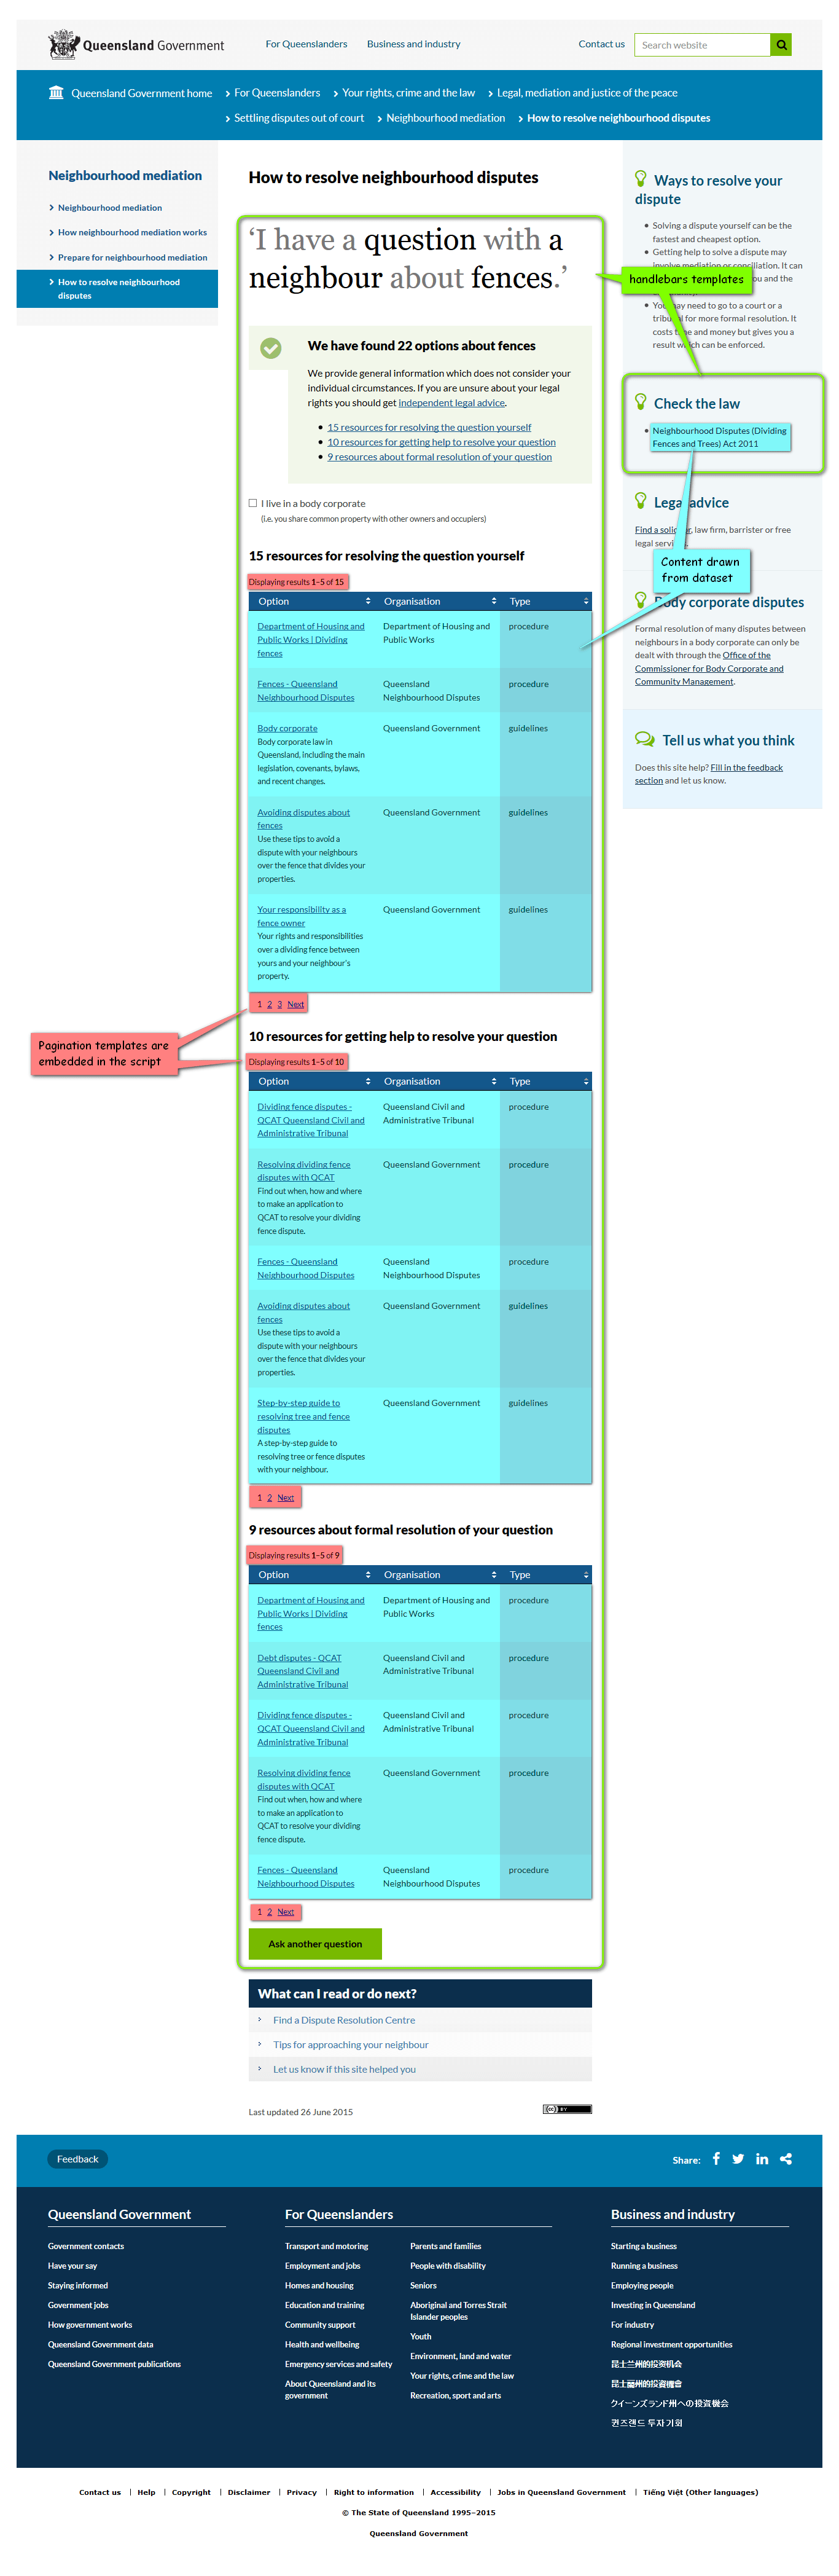 Queensland Government
For Queenslanders
Business and industry
Contact us
Search website
Queensland Government home
For Queenslanders
Your rights, crime and the law
Legal, mediation and justice of the peace
Settling disputes out of court
Neighbourhood mediation
How to resolve neighbourhood disputes
Neighbourhood mediation
Neighbourhood mediation
How neighbourhood mediation works
Prepare for neighbourhood mediation
How to resolve neighbourhood
disputes
How to resolve neighbourhood disputes
‘I have a question with a
neighbour about fences.’
We have found 22 options about fences
We provide general information which does not consider your
individual circumstances. If you are unsure about your legal
rights you should get independent legal advice.
15 resources for resolving the question yourself
10 resources for getting help to resolve your question
9 resources about formal resolution of your question
I live in a body corporate
(i.e. you share common property with other owners and occupiers)
15 resources for resolving the question yourself
Displaying results 1–5 of 15
Option Organisation Type
Department of Housing and Department of Housing and procedure
Public Works | Dividing Public Works
fences
Fences - Queensland Queensland procedure
Neighbourhood Disputes Neighbourhood Disputes
Body corporate Queensland Government guidelines
Body corporate law in
Queensland, including the main
legislation, covenants, bylaws,
and recent changes.
Avoiding disputes about Queensland Government guidelines
fences
Use these tips to avoid a
dispute with your neighbours
over the fence that divides your
properties.
Your responsibility as a Queensland Government guidelines
fence owner
Your rights and responsibilities
over a dividing fence between
yours and your neighbour's
property.
1 2 3 Next
Pagination templates are
embedded in the script
10 resources for getting help to resolve your question
Displaying results 1–5 of 10
Option Organisation Type
Dividing fence disputes - Queensland Civil and procedure
QCAT Queensland Civil and Administrative Tribunal
Administrative Tribunal
Resolving dividing fence Queensland Government procedure
disputes with QCAT
Find out when, how and where
to make an application to
QCAT to resolve your dividing
fence dispute.
Fences - Queensland Queensland procedure
Neighbourhood Disputes Neighbourhood Disputes
Avoiding disputes about Queensland Government guidelines
fences
Use these tips to avoid a
dispute with your neighbours
over the fence that divides your
properties.
Step-by-step guide to Queensland Government guidelines
resolving tree and fence
disputes
A step-by-step guide to
resolving tree or fence disputes
with your neighbour.
1 2 Next
9 resources about formal resolution of your question
Displaying results 1–5 of 9
Option Organisation Type
Department of Housing and Department of Housing and procedure
Public Works | Dividing Public Works
fences
Debt disputes - QCAT Queensland Civil and procedure
Queensland Civil and Administrative Tribunal
Administrative Tribunal
Dividing fence disputes - Queensland Civil and procedure
QCAT Queensland Civil and Administrative Tribunal
Administrative Tribunal
Resolving dividing fence Queensland Government procedure
disputes with QCAT
Find out when, how and where
to make an application to
QCAT to resolve your dividing
fence dispute.
Fences - Queensland Queensland procedure
Neighbourhood Disputes Neighbourhood Disputes
1 2 Next
Ask another question
What can I read or do next?
Find a Dispute Resolution Centre
Tips for approaching your neighbour
Let us know if this site helped you
Last updated 26 June 2015
cc BY
Ways to resolve your
dispute
Solving a dispute yourself can be the
fastest and cheapest option.
Getting help to solve a dispute may
involve mediation or conciliation. It can
you and the
handlebars templates
You may need to go to a court or a
tribunal for more formal resolution. It
costs time and money but gives you a
result which can be enforced.
Check the law
Neighbourhood Disputes (Dividing
Fences and Trees) Act 2011
Legal advice
Find a solicitor, law firm, barrister or free
legal service.
Content drawn
from dataset
Body corporate disputes
Formal resolution of many disputes between
neighbours in a body corporate can only be
dealt with through the Office of the
Commissioner for Body Corporate and
Community Management.
Tell us what you think
Does this site help? Fill in the feedback
section and let us know.
Feedback
Share:
Queensland Government
Government contacts
Have your say
Staying informed
Government jobs
How government works
Queensland Government data
Queensland Government publications
For Queenslanders
Transport and motoring
Employment and jobs
Homes and housing
Education and training
Community support
Health and wellbeing
Emergency services and safety
About Queensland and its
government
Parents and families
People with disability
Seniors
Aboriginal and Torres Strait
Islander peoples
Youth
Environment, land and water
Your rights, crime and the law
Recreation, sport and arts
Business and industry
Starting a business
Running a business
Employing people
Investing in Queensland
For industry
Regional investment opportunities
昆士兰州的投资机会
昆士蘭州的投資機會
クイーンズランド州への投資機会
퀸즈랜드 투자 기회
Contact us | Help | Copyright | Disclaimer | Privacy | Right to information | Accessibility | Jobs in Queensland Government | Tiếng Việt (Other languages)
© The State of Queensland 1995–2015
Queensland Government